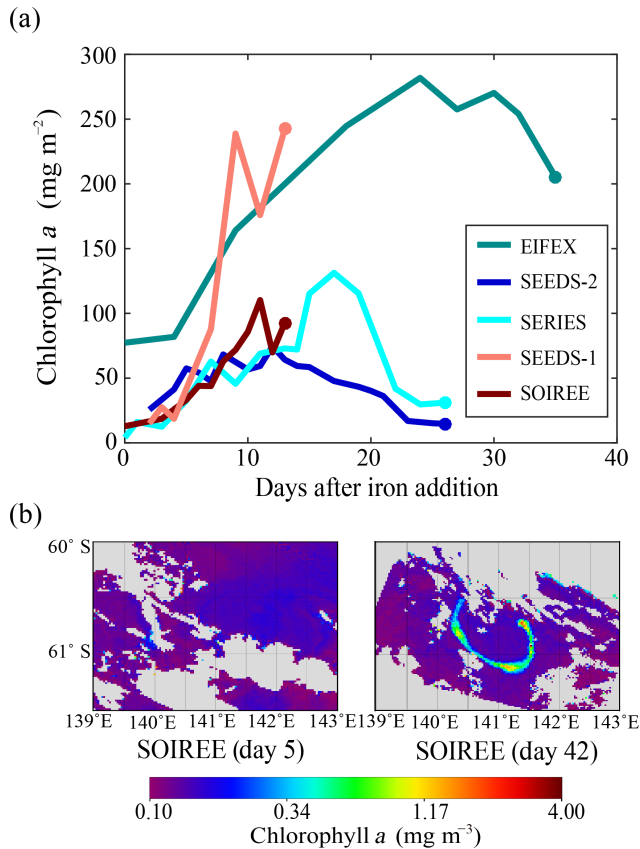 (a)
300
250
200
150
100
50
0
Chlorophyll a (mg m⁻²)
EIFEX
SEEDS-2
SERIES
SEEDS-1
SOIREE
0 10 20 30 40
Days after iron addition
(b)
60° S
61° S
139°E 140°E 141°E 142°E 143°E
139°E 140°E 141°E 142°E 143°E
SOIREE (day 5)
SOIREE (day 42)
0.10 0.34 1.17 4.00
Chlorophyll a (mg m⁻³)